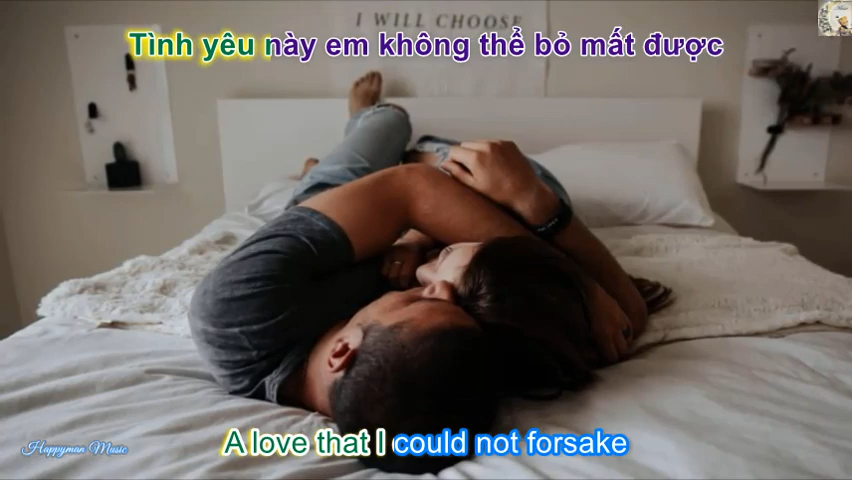 I WILL CHOOSE
Tình yêu này em không thể bỏ mất được
A love that I could not forsake
Happyman Music